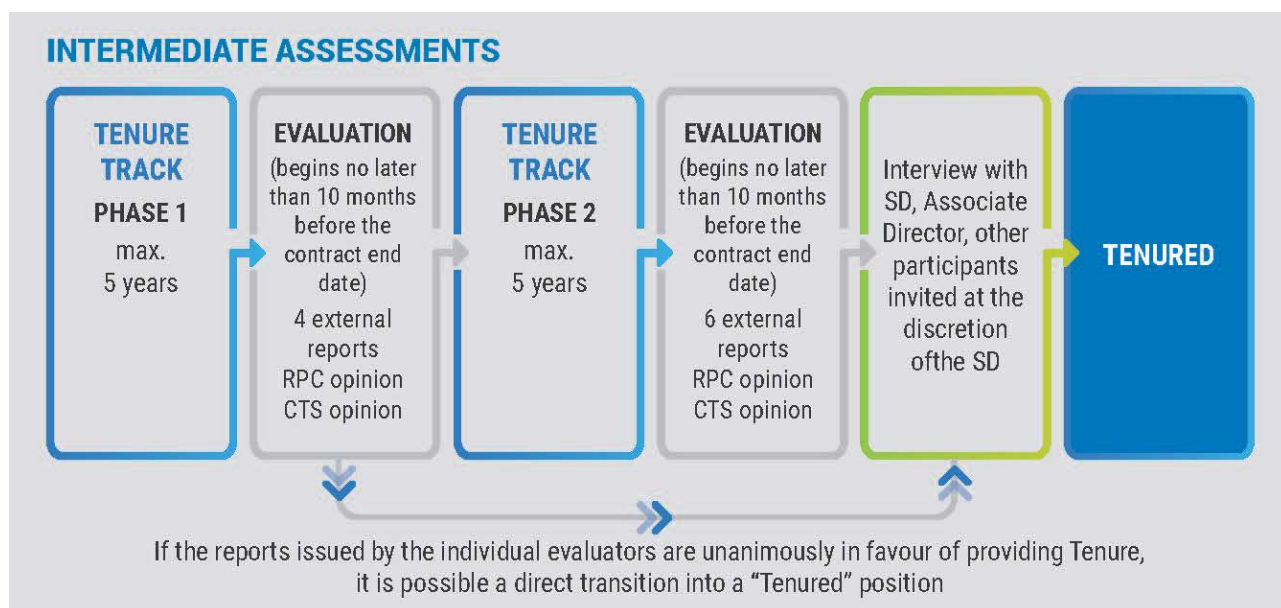 INTERMEDIATE ASSESSMENTS
TENURE
TRACK
PHASE 1
max.
5 years
EVALUATION
(begins no later
than 10 months
before the
contract end
date)
4 external
reports
RPC opinion
CTS opinion
TENURE
TRACK
PHASE 2
max.
5 years
EVALUATION
(begins no later
than 10 months
before the
contract end
date)
6 external
reports
RPC opinion
CTS opinion
Interview with
SD, Associate
Director, other
participants
invited at the
discretion
ofthe SD
TENURED
If the reports issued by the individual evaluators are unanimously in favour of providing Tenure,
it is possible a direct transition into a “Tenured” position